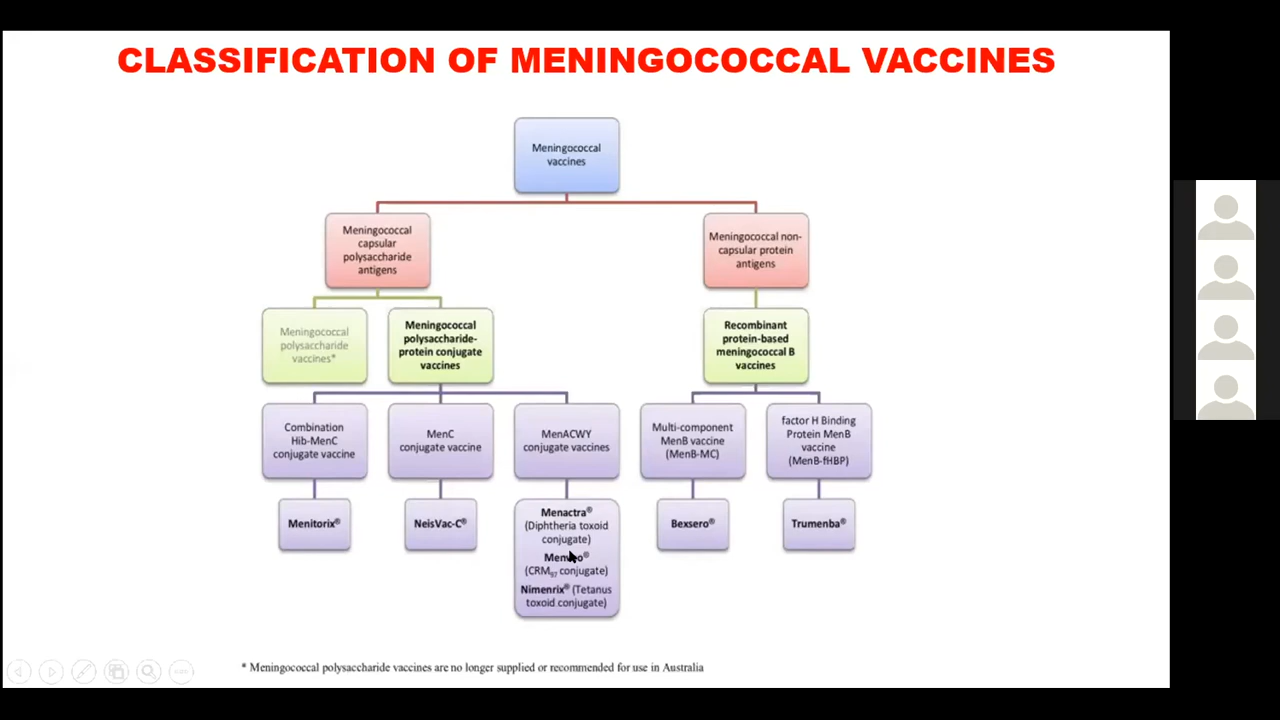 CLASSIFICATION OF MENINGOCOCCAL VACCINES
Meningococcal
vaccines
Meningococcal
capsular
polysaccharide
antigens
Meningococcal non-
capsular protein
antigens
Meningococcal
polysaccharide
vaccines*
Meningococcal
polysaccharide-
protein conjugate
vaccines
Recombinant
protein-based
meningococcal B
vaccines
Combination
Hib-MenC
conjugate vaccine
MenC
conjugate vaccine
MenACWY
conjugate vaccines
Multi-component
MenB vaccine
(MenB-MC)
factor H Binding
Protein MenB
vaccine
(MenB-fHBP)
Menitorix®
NeisVac-C®
Menactra®
(Diphtheria toxoid
conjugate)
(CRM₉₇ conjugate)
Nimenrix® (Tetanus
toxoid conjugate)
Bexsero®
Trumenba®
* Meningococcal polysaccharide vaccines are no longer supplied or recommended for use in Australia